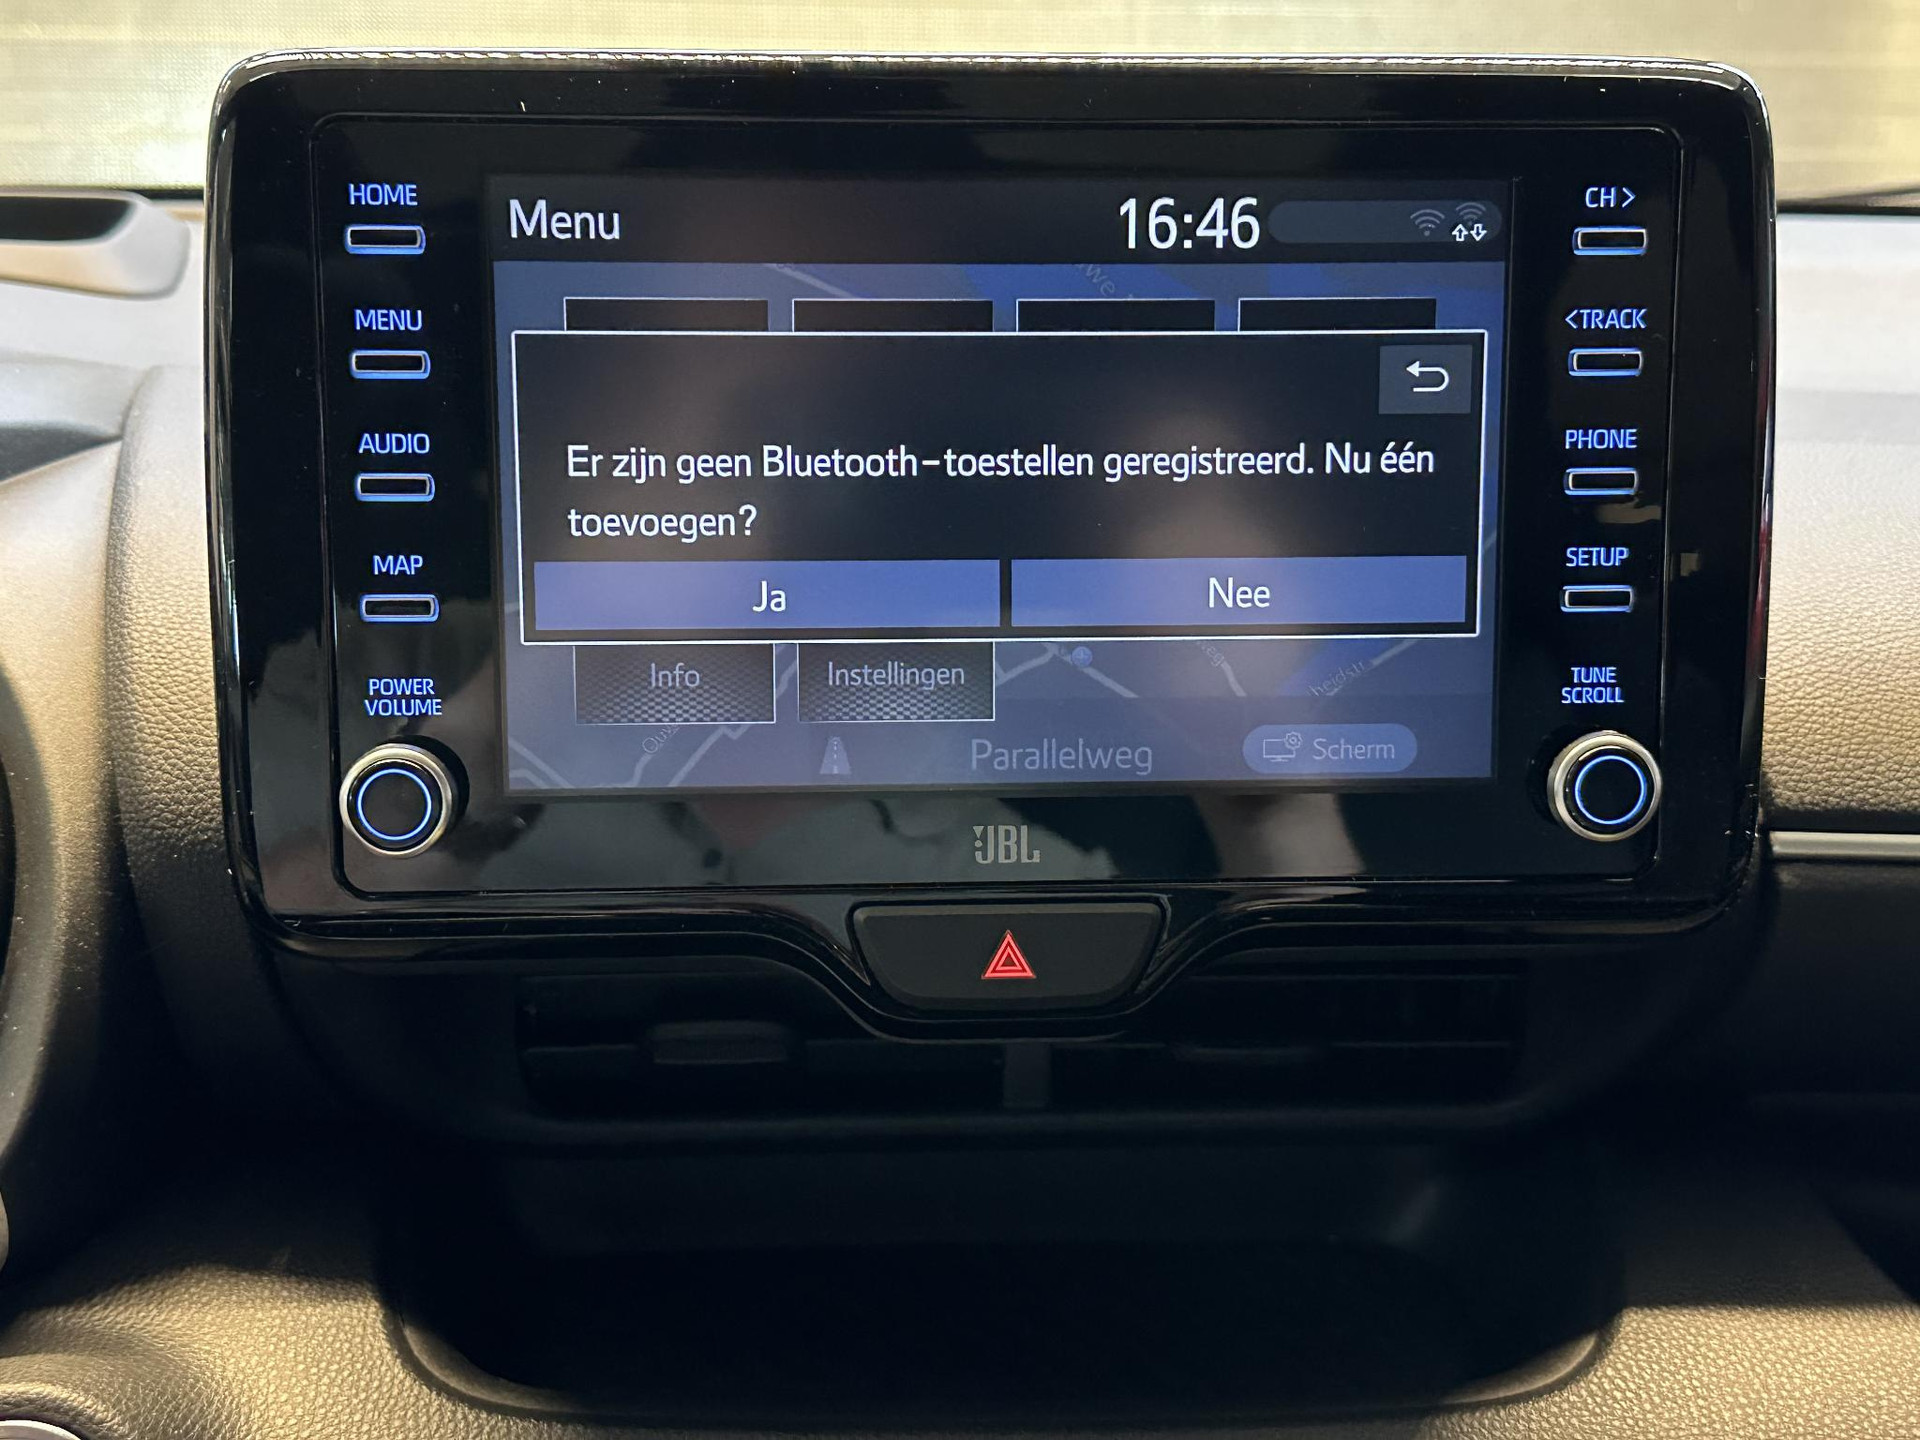 HOME
MENU
AUDIO
MAP
POWER
VOLUME
Menu
16:46
Er zijn geen Bluetooth-toestellen geregistreerd. Nu één
toevoegen?
Ja
Nee
Info
Instellingen
heidstr
Parallelweg
Scherm
CH>
<TRACK
PHONE
SETUP
TUNE
SCROLL
JBL